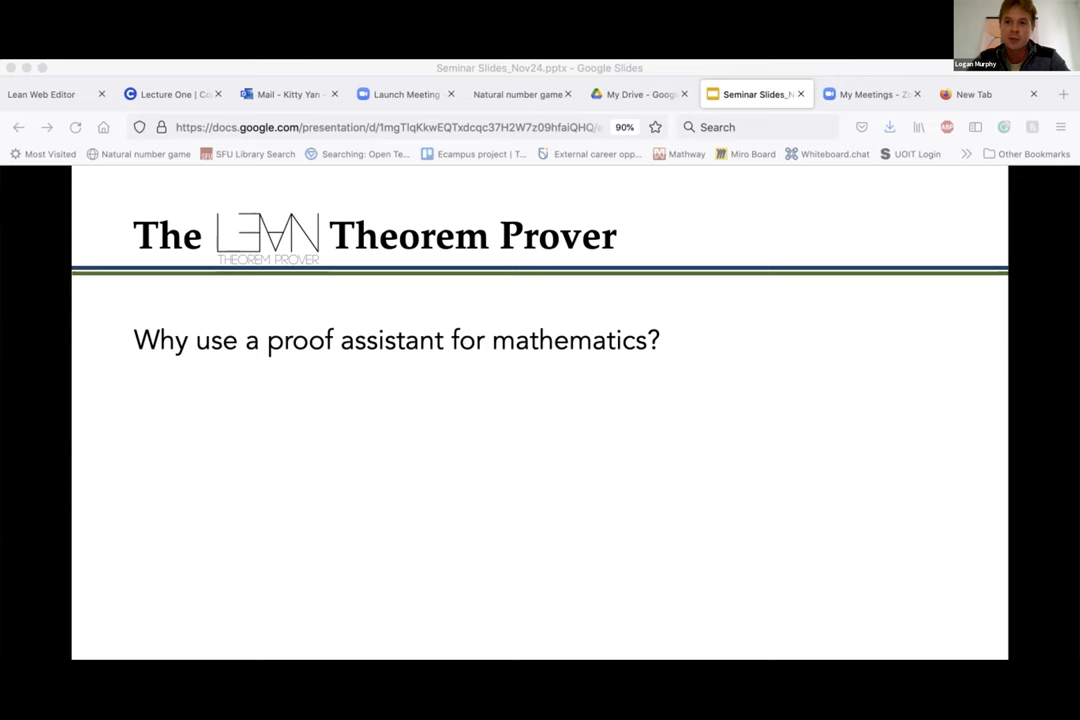 Logan Murphy
Seminar Slides_Nov24.pptx - Google Slides
Lean Web Editor
Lecture One | Co
Mail - Kitty Yan -
Launch Meeting -
Natural number game
My Drive - Googl
Seminar Slides_N
My Meetings - Zo
New Tab
https://docs.google.com/presentation/d/1mgTlqKkwEQTxdcqc37H2W7z09hfaiQHQ/e
90%
Search
Most Visited
Natural number game
SFU Library Search
Searching: Open Te...
Ecampus project | T...
External career opp...
Mathway
Miro Board
Whiteboard.chat
UOIT Login
Other Bookmarks
The L∃∀N Theorem Prover
THEOREM PROVER
Why use a proof assistant for mathematics?